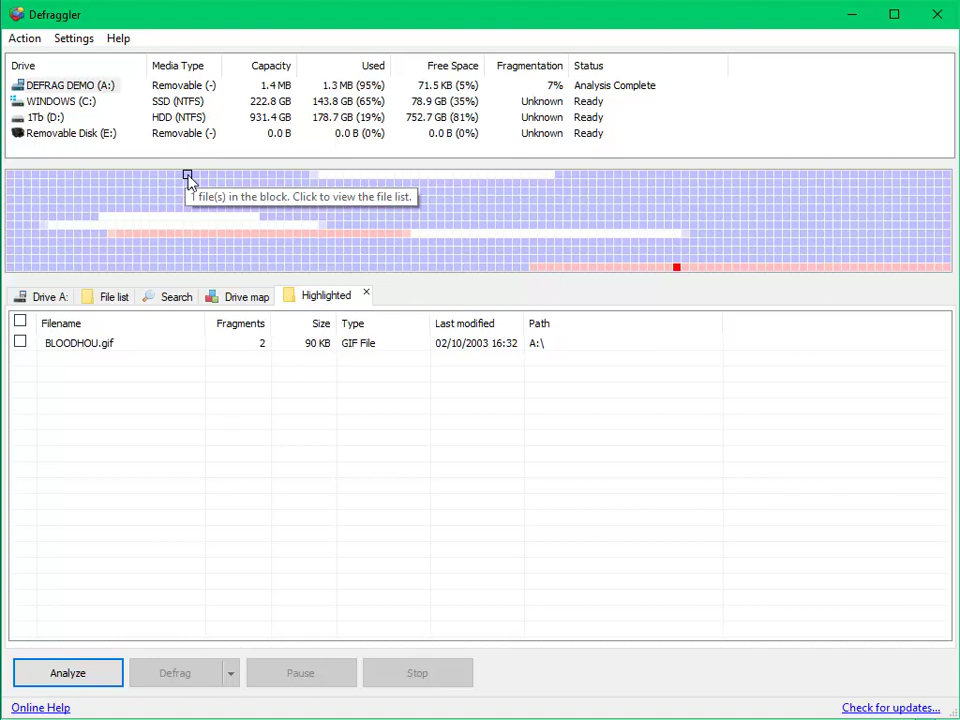 Defraggler
Action Settings Help
Drive Media Type Capacity Used Free Space Fragmentation Status
DEFRAG DEMO (A:) Removable (-) 1.4 MB 1.3 MB (95%) 71.5 KB (5%) 7% Analysis Complete
WINDOWS (C:) SSD (NTFS) 222.8 GB 143.8 GB (65%) 78.9 GB (35%) Unknown Ready
1Tb (D:) HDD (NTFS) 931.4 GB 178.7 GB (19%) 752.7 GB (81%) Unknown Ready
Removable Disk (E:) Removable (-) 0.0 B 0.0 B (0%) 0.0 B (0%) Unknown Ready
1 file(s) in the block. Click to view the file list.
Drive A: File list Search Drive map Highlighted
Filename Fragments Size Type Last modified Path
BLOODHOU.gif 2 90 KB GIF File 02/10/2003 16:32 A:\
Analyze Defrag Pause Stop
Online Help Check for updates...